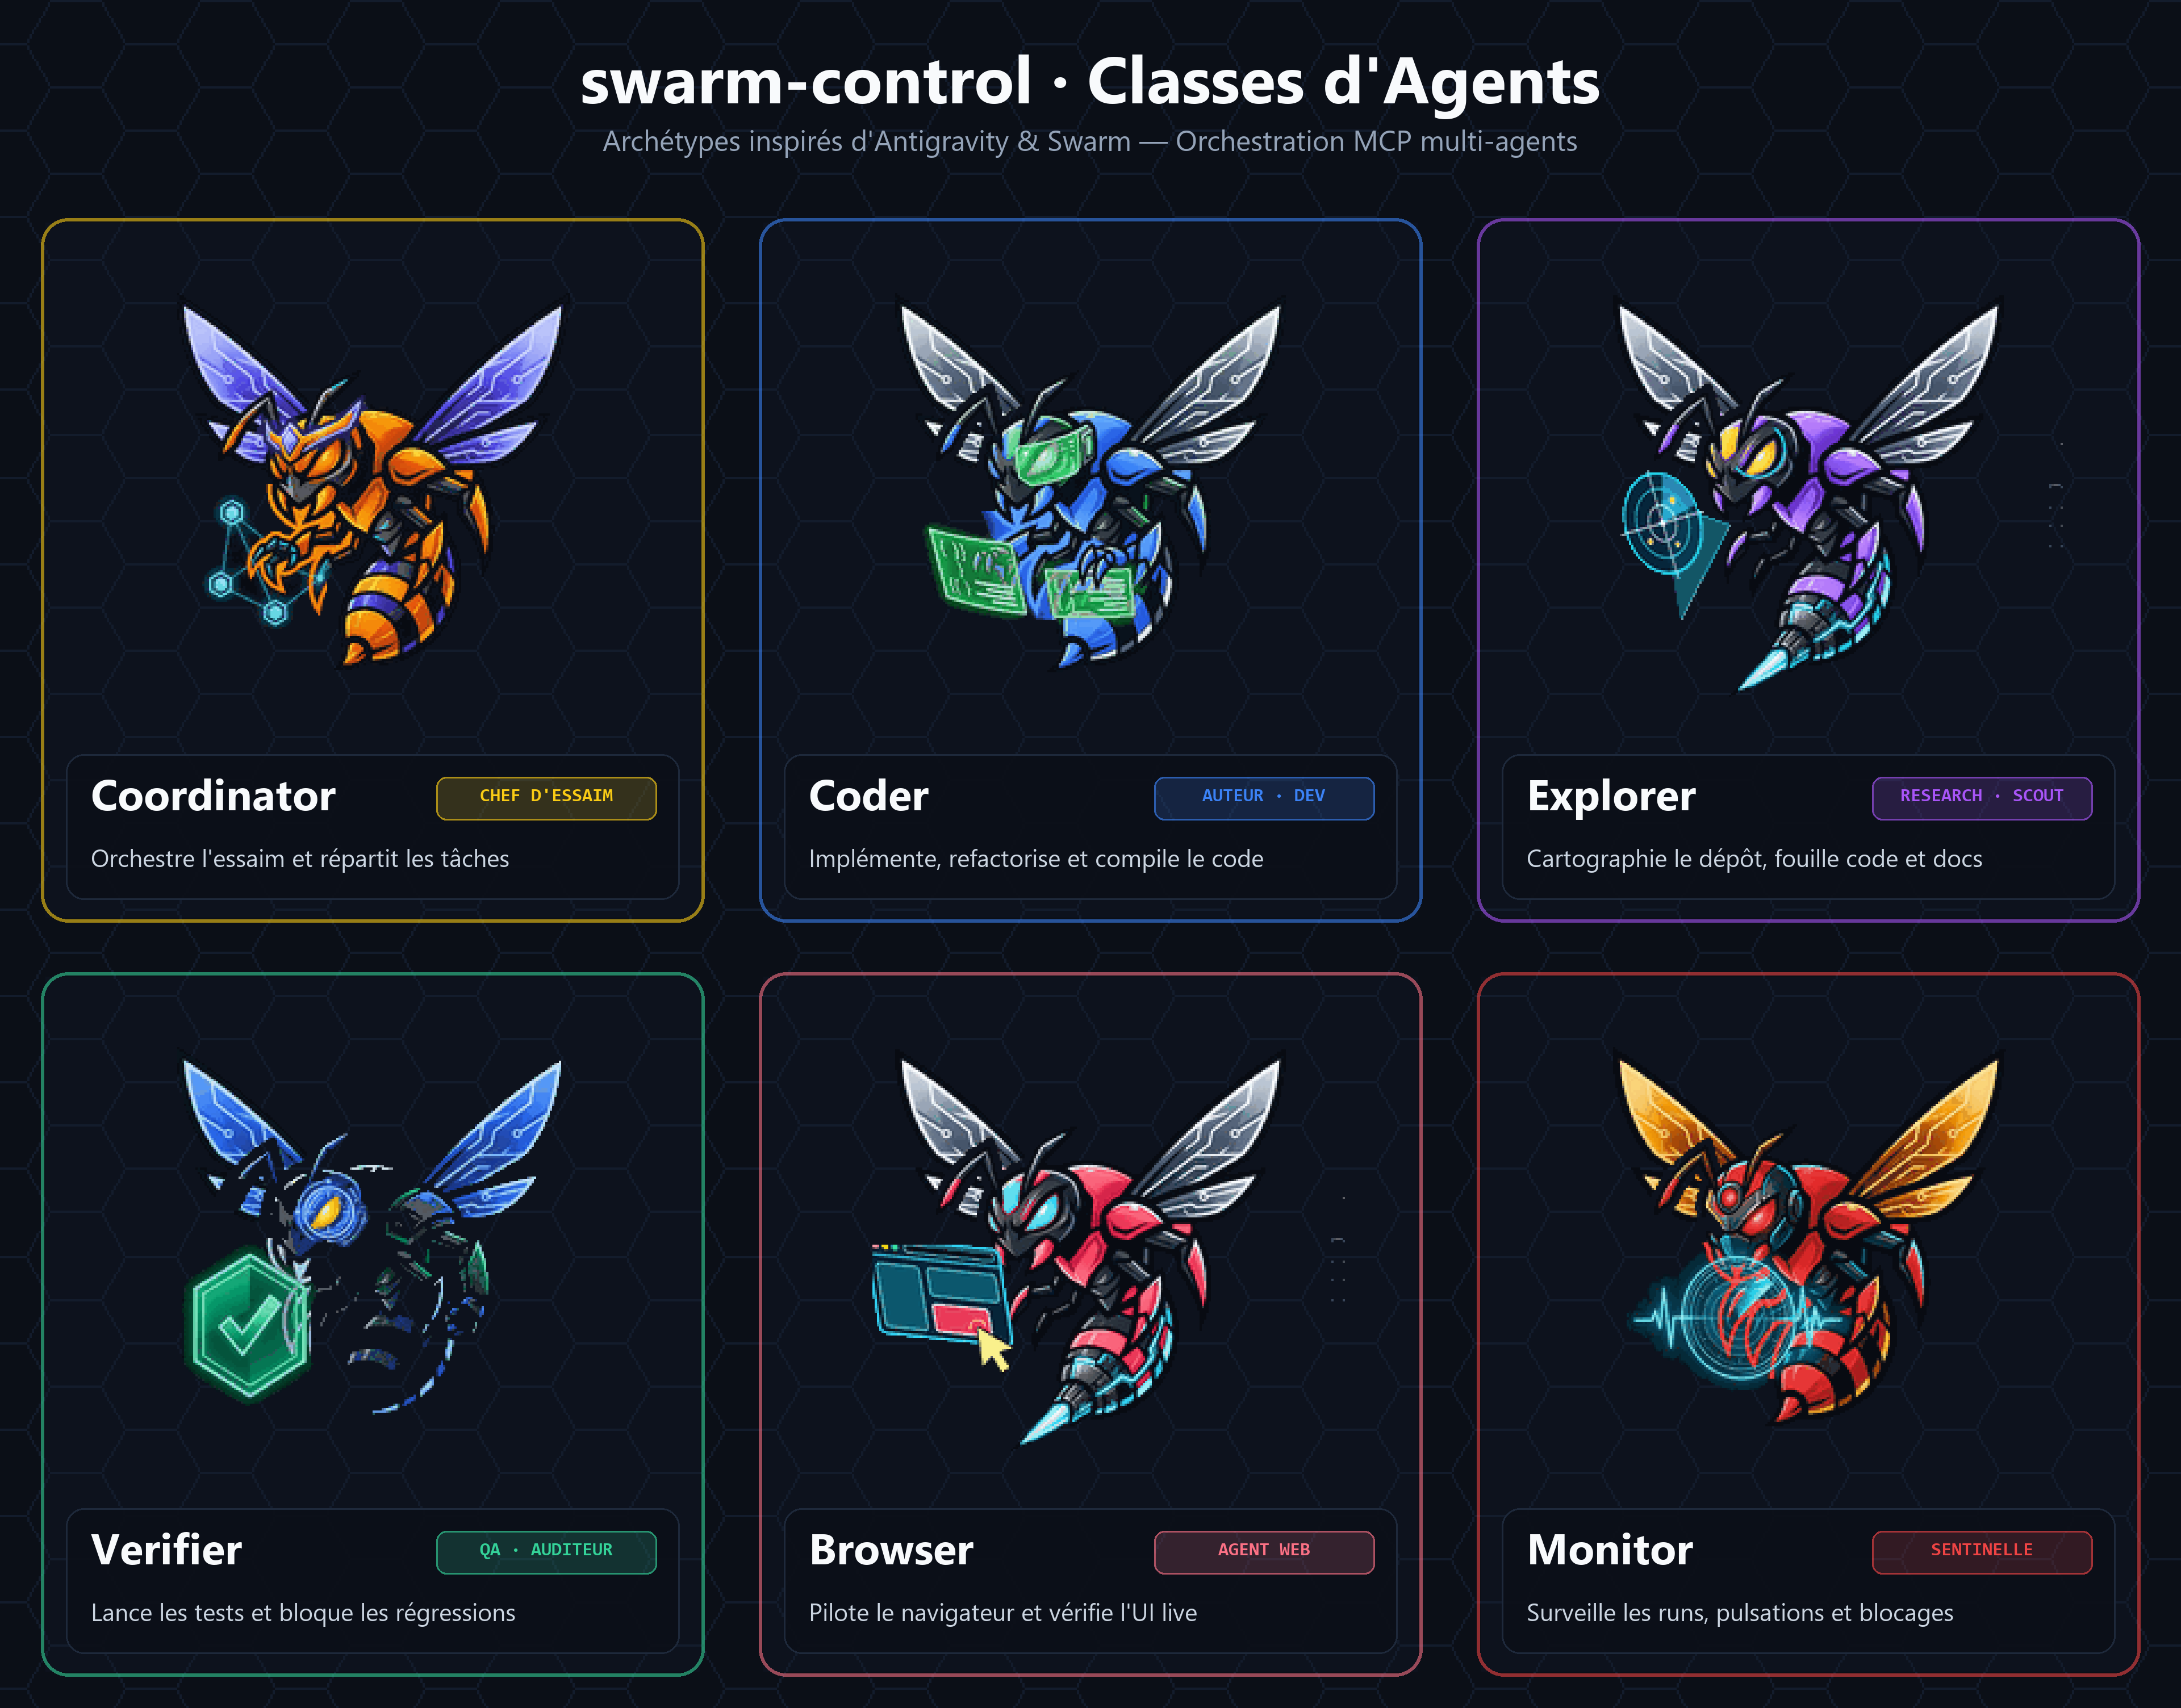 swarm-control · Classes d'Agents
Archétypes inspirés d'Antigravity & Swarm — Orchestration MCP multi-agents
Coordinator
CHEF D'ESSAIM
Orchestre l'essaim et répartit les tâches
Coder
AUTEUR · DEV
Implémente, refactorise et compile le code
Explorer
RESEARCH · SCOUT
Cartographie le dépôt, fouille code et docs
Verifier
QA · AUDITEUR
Lance les tests et bloque les régressions
Browser
AGENT WEB
Pilote le navigateur et vérifie l'UI live
Monitor
SENTINELLE
Surveille les runs, pulsations et blocages